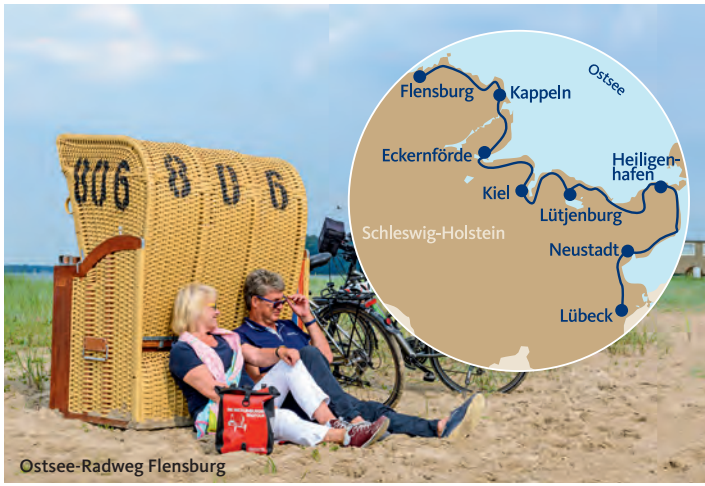 Ostsee
Flensburg
Kappeln
Eckernförde
Heiligen-
hafen
Kiel
Lütjenburg
Schleswig-Holstein
Neustadt
Lübeck
806
806
Ostsee-Radweg Flensburg